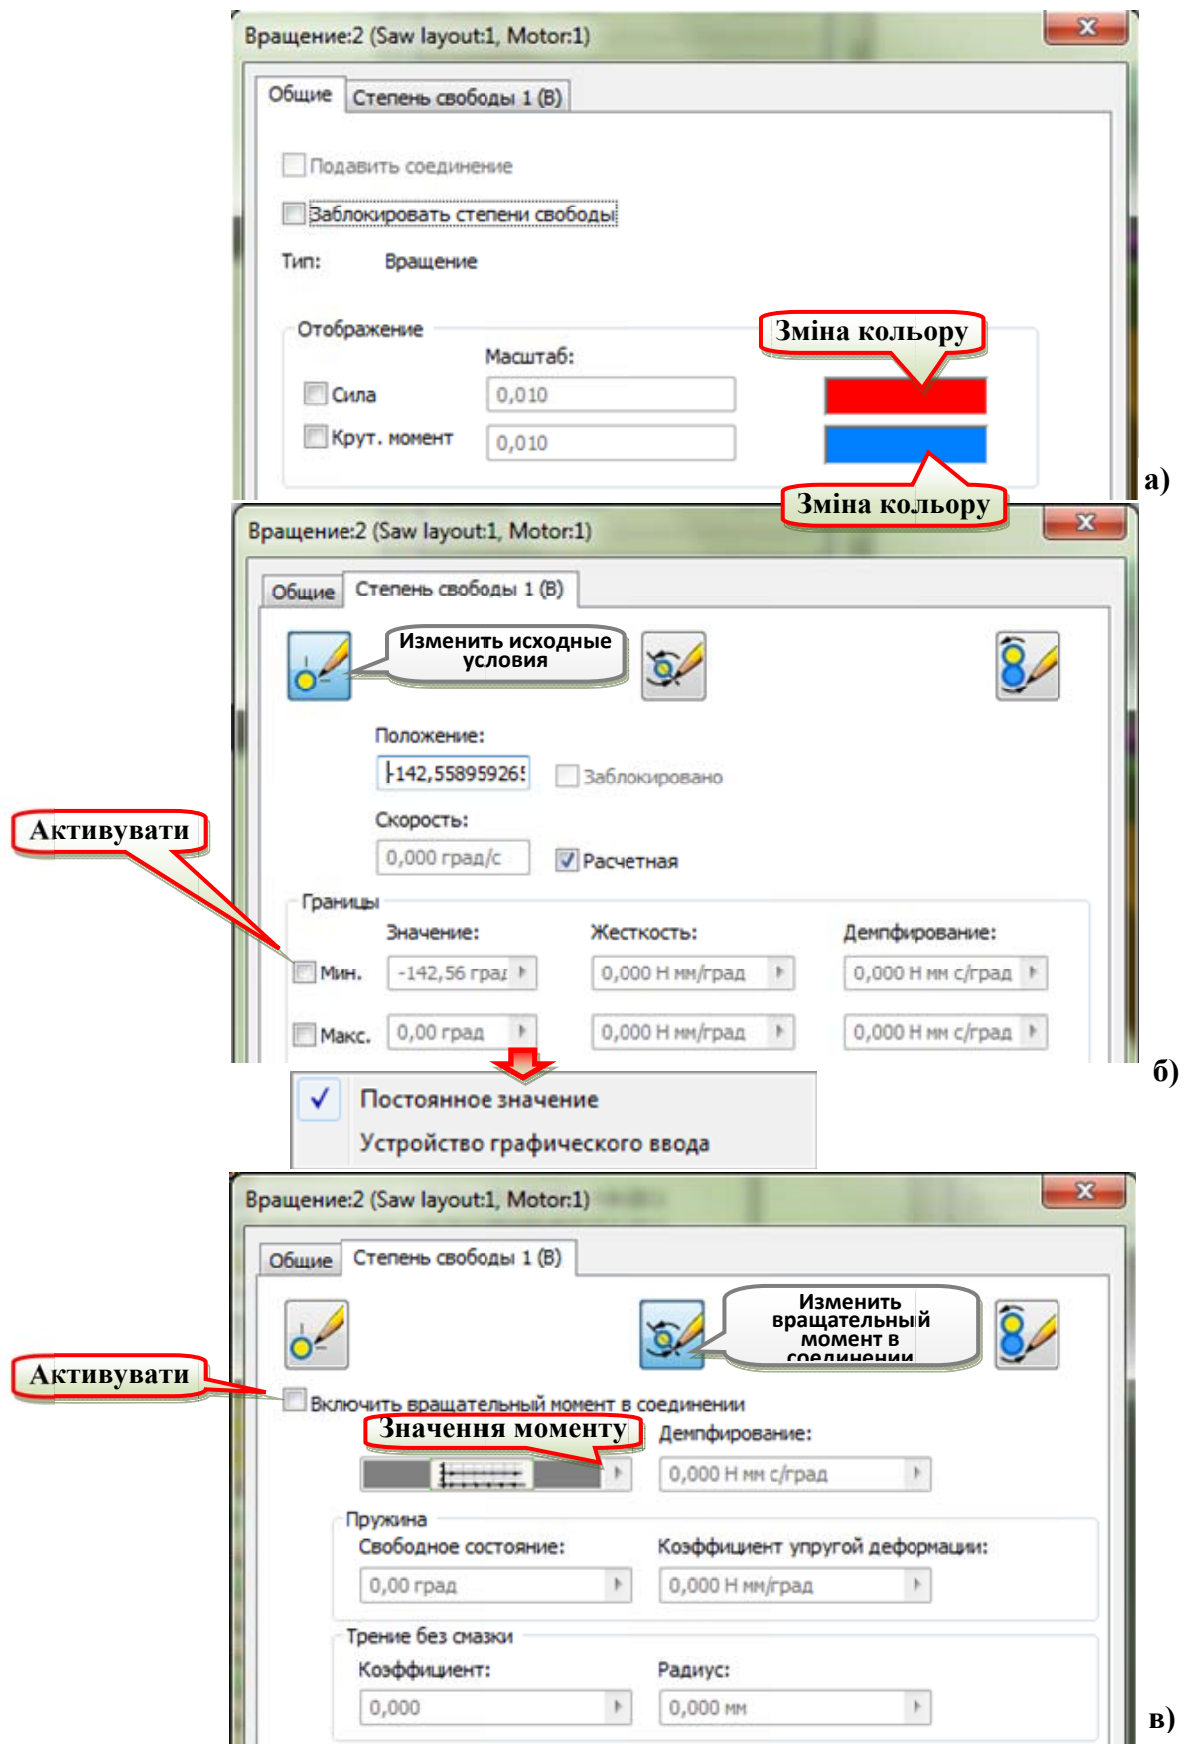 Вращение:2 (Saw layout:1, Motor:1)
Общие
Степень свободы 1 (В)
Подавить соединение
Заблокировать степени свободы
Тип: Вращение
Отображение
Зміна кольору
Масштаб:
Сила 0,010
Крут. момент 0,010
а)
Зміна кольору
Вращение:2 (Saw layout:1, Motor:1)
Общие
Степень свободы 1 (В)
Изменить исходные
условия
Положение:
-142,558959265
Заблокировано
Активувати
Скорость:
0,000 град/с
Расчетная
Границы
Значение: Жесткость: Демпфирование:
Мин. -142,56 град 0,000 Н мм/град 0,000 Н мм с/град
Макс. 0,00 град 0,000 Н мм/град 0,000 Н мм с/град
б)
Постоянное значение
Устройство графического ввода
Вращение:2 (Saw layout:1, Motor:1)
Общие
Степень свободы 1 (В)
Изменить
вращательный
момент в
соединении
Активувати
Включить вращательный момент в соединении
Значення моменту
Демпфирование:
0,000 Н мм с/град
Пружина
Свободное состояние: Коэффициент упругой деформации:
0,00 град 0,000 Н мм/град
Трение без смазки
Коэффициент: Радиус:
0,000 0,000 мм
в)